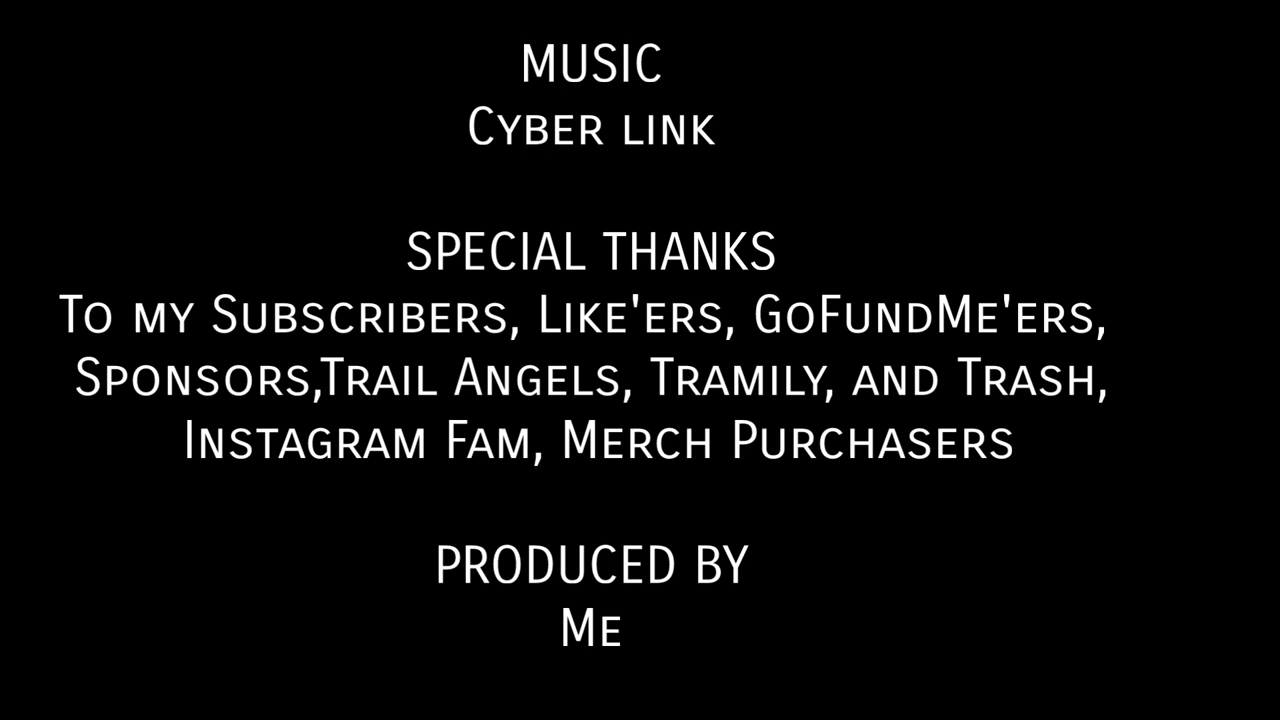 MUSIC
Cyber link
SPECIAL THANKS
To my Subscribers, Like'ers, GoFundMe'ers,
Sponsors,Trail Angels, Tramily, and Trash,
Instagram Fam, Merch Purchasers
PRODUCED BY
Me